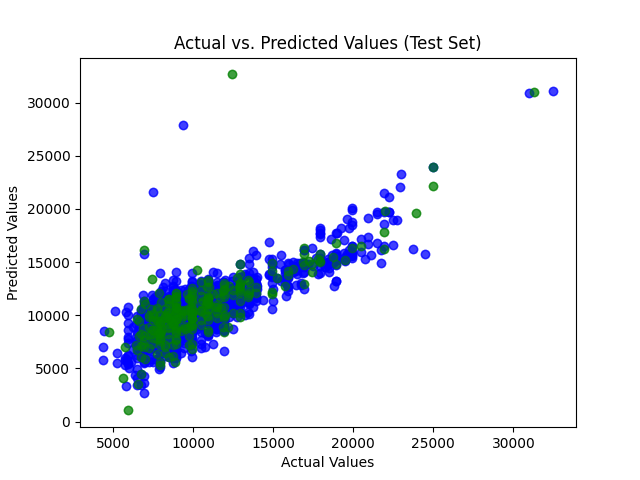 Actual vs. Predicted Values (Test Set)
30000
25000
20000
15000
10000
5000
0
Predicted Values
5000 10000 15000 20000 25000 30000
Actual Values